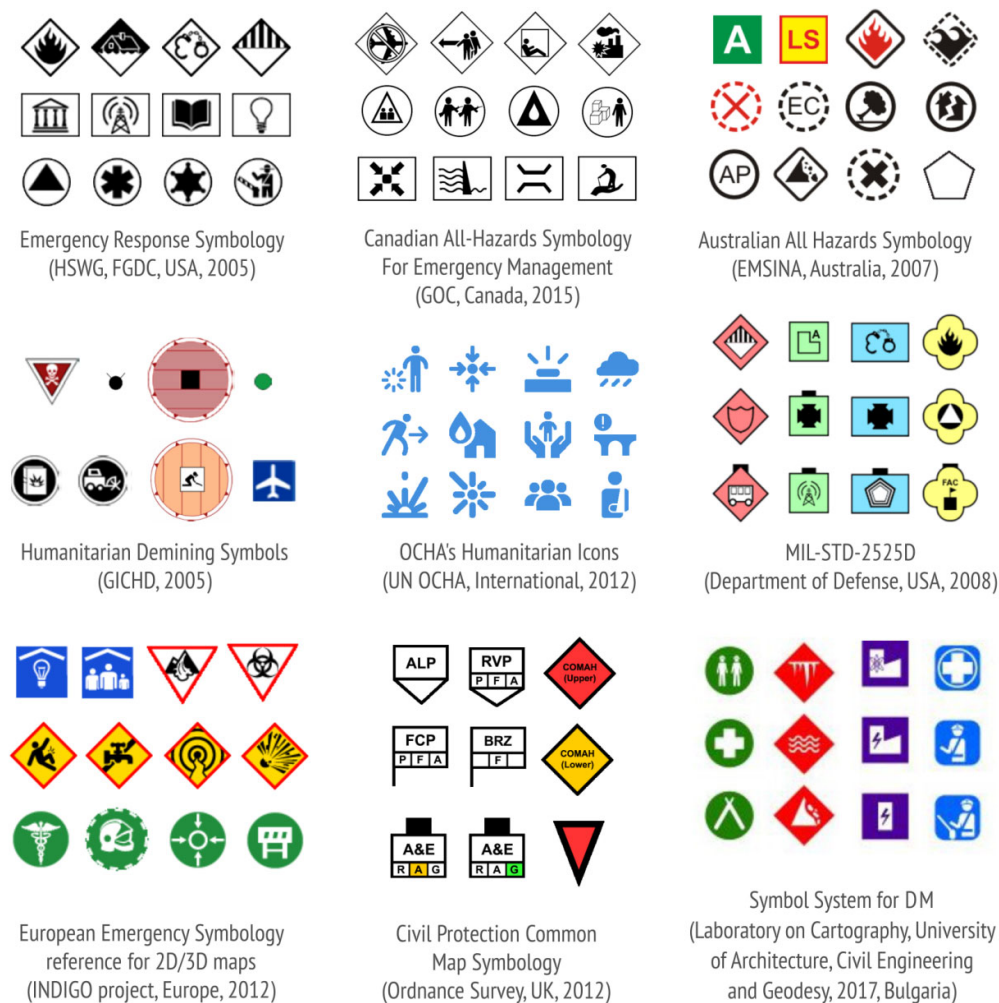 A
LS
EC
AP
Emergency Response Symbology
(HSWG, FGDC, USA, 2005)
Canadian All-Hazards Symbology
For Emergency Management
(GOC, Canada, 2015)
Australian All Hazards Symbology
(EMSINA, Australia, 2007)
A
FAC
Humanitarian Demining Symbols
(GICHD, 2005)
OCHA's Humanitarian Icons
(UN OCHA, International, 2012)
MIL-STD-2525D
(Department of Defense, USA, 2008)
ALP
RVP
P F A
COMAH
(Upper)
FCP
P F A
BRZ
F
COMAH
(Lower)
A&E
R A G
A&E
R A G
European Emergency Symbology
reference for 2D/3D maps
(INDIGO project, Europe, 2012)
Civil Protection Common
Map Symbology
(Ordnance Survey, UK, 2012)
Symbol System for DM
(Laboratory on Cartography, University
of Architecture, Civil Engineering
and Geodesy, 2017, Bulgaria)